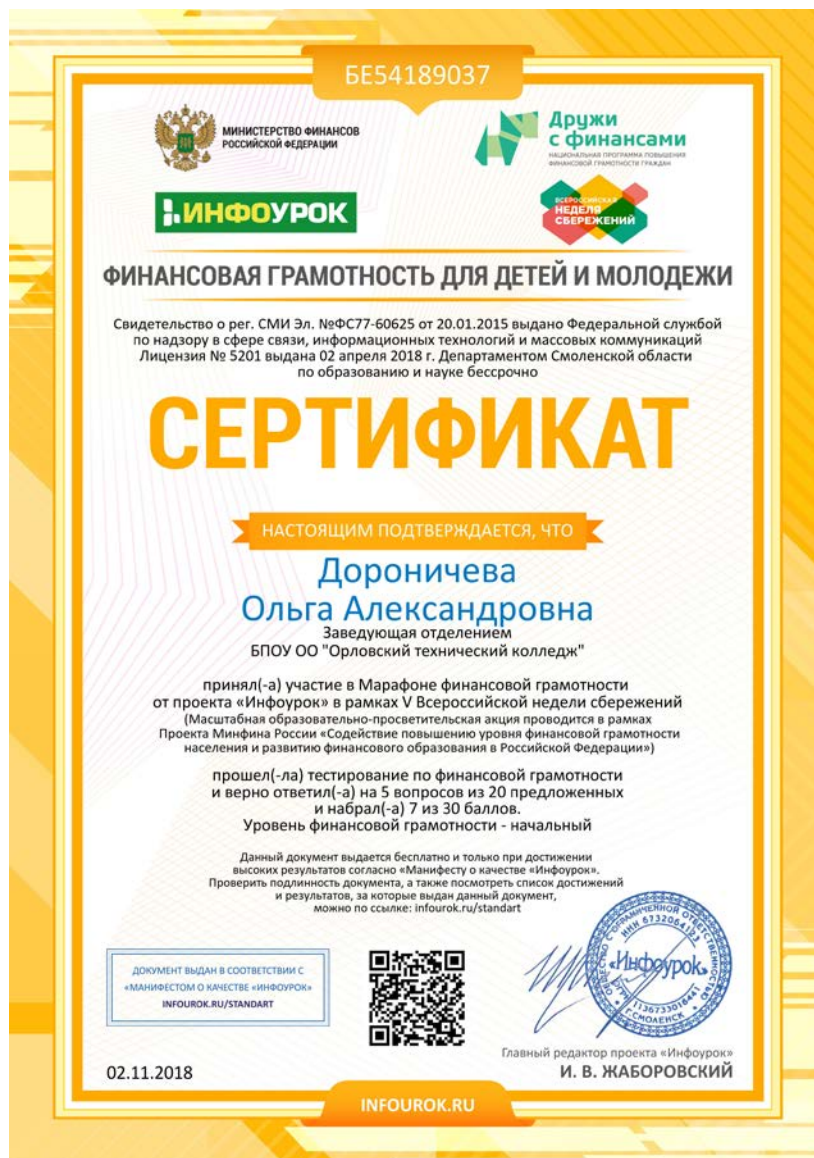 БЕ54189037
МИНИСТЕРСТВО ФИНАНСОВ
РОССИЙСКОЙ ФЕДЕРАЦИИ
Дружи
с финансами
НАЦИОНАЛЬНАЯ ПРОГРАММА ПОВЫШЕНИЯ
ФИНАНСОВОЙ ГРАМОТНОСТИ ГРАЖДАН
ИНФОУРОК
ВСЕРОССИЙСКАЯ
НЕДЕЛЯ
СБЕРЕЖЕНИЙ
ФИНАНСОВАЯ ГРАМОТНОСТЬ ДЛЯ ДЕТЕЙ И МОЛОДЕЖИ
Свидетельство о рег. СМИ Эл. №ФС77-60625 от 20.01.2015 выдано Федеральной службой
по надзору в сфере связи, информационных технологий и массовых коммуникаций
Лицензия № 5201 выдана 02 апреля 2018 г. Департаментом Смоленской области
по образованию и науке бессрочно
СЕРТИФИКАТ
НАСТОЯЩИМ ПОДТВЕРЖДАЕТСЯ, ЧТО
Дороничева
Ольга Александровна
Заведующая отделением
БПОУ ОО "Орловский технический колледж"
принял(-а) участие в Марафоне финансовой грамотности
от проекта «Инфоурок» в рамках V Всероссийской недели сбережений
(Масштабная образовательно-просветительская акция проводится в рамках
Проекта Минфина России «Содействие повышению уровня финансовой грамотности
населения и развитию финансового образования в Российской Федерации»)
прошел(-ла) тестирование по финансовой грамотности
и верно ответил(-а) на 5 вопросов из 20 предложенных
и набрал(-а) 7 из 30 баллов.
Уровень финансовой грамотности - начальный
Данный документ выдается бесплатно и только при достижении
высоких результатов согласно «Манифесту о качестве «Инфоурок».
Проверить подлинность документа, а также посмотреть список достижений
и результатов, за которые выдан данный документ,
можно по ссылке: infourok.ru/standart
ДОКУМЕНТ ВЫДАН В СООТВЕТСТВИИ С
«МАНИФЕСТОМ О КАЧЕСТВЕ «ИНФОУРОК»
INFOUROK.RU/STANDART
ОБЩЕСТВО С ОГРАНИЧЕННОЙ ОТВЕТСТВЕННОСТЬЮ
ИНН 6732064123
«Инфоурок»
ОГРН 1136733016441
г.СМОЛЕНСК
Главный редактор проекта «Инфоурок»
И. В. ЖАБОРОВСКИЙ
02.11.2018
INFOUROK.RU